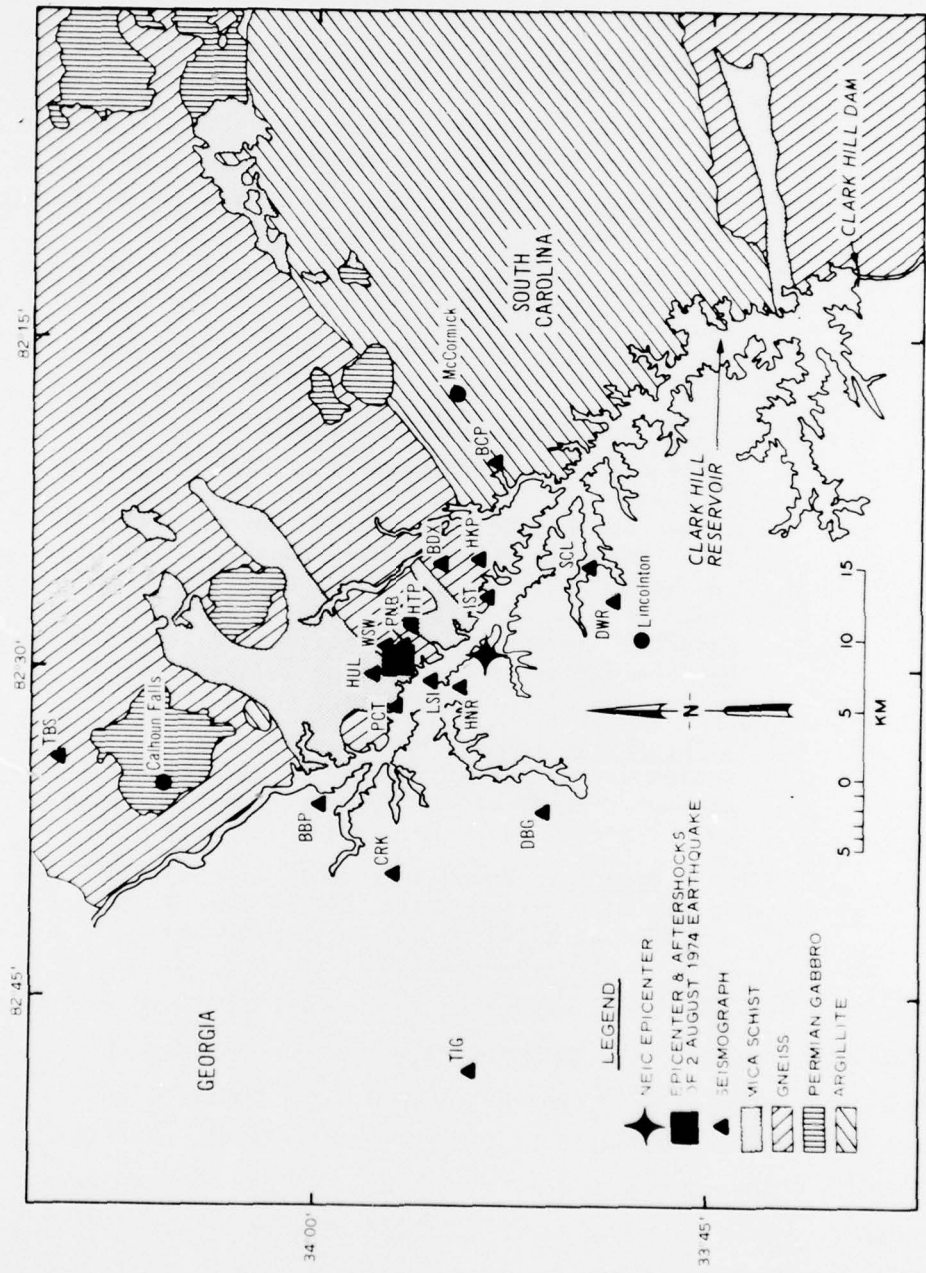 82°45'
82°30'
82°15'
34°00'
33°45'
GEORGIA
SOUTH
CAROLINA
TBS
Calhoun Falls
BBP
CRK
TIG
DBG
HUL
PCT
WSW
PNB
HTP
LSI
HNR
IST
BDX
HKP
BCP
McCormick
SCL
DWR
Lincolnton
CLARK HILL
RESERVOIR
CLARK HILL DAM
-N-
5 0 5 10 15
KM
LEGEND
NEIC EPICENTER
EPICENTER & AFTERSHOCKS
OF 2 AUGUST 1974 EARTHQUAKE
SEISMOGRAPH
MICA SCHIST
GNEISS
PERMIAN GABBRO
ARGILLITE